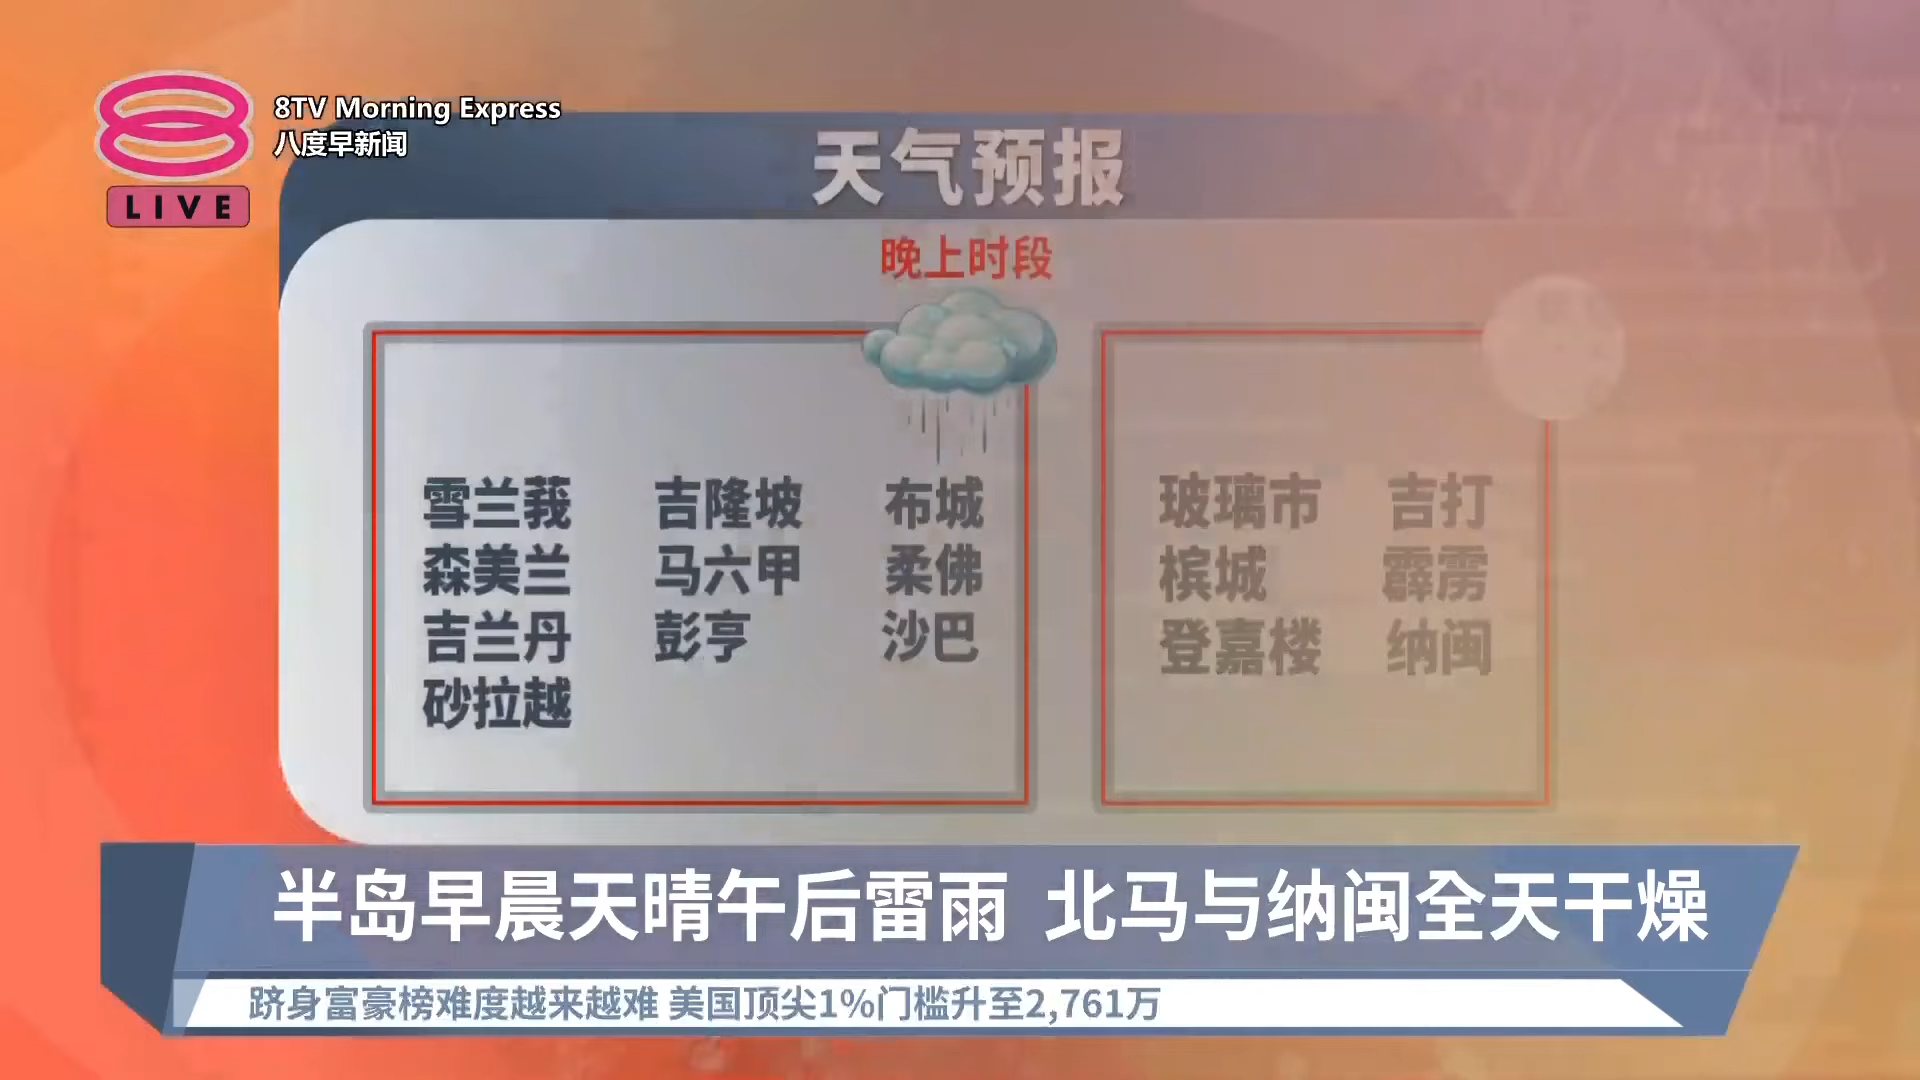 8TV Morning Express
八度早新闻
LIVE
天气预报
晚上时段
雪兰莪 吉隆坡 布城
森美兰 马六甲 柔佛
吉兰丹 彭亨 沙巴
砂拉越
玻璃市 吉打
槟城 霹雳
登嘉楼 纳闽
半岛早晨天晴午后雷雨 北马与纳闽全天干燥
跻身富豪榜难度越来越难 美国顶尖1%门槛升至2,761万